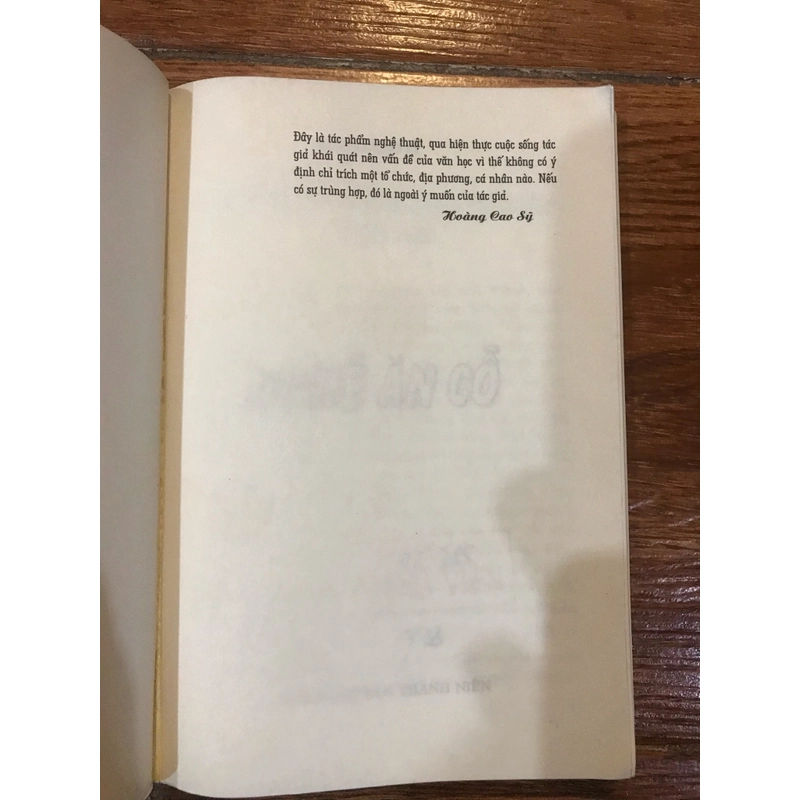 Đây là tác phẩm nghệ thuật, qua hiện thực cuộc sống tác
giả khái quát nên vấn đề của văn học vì thế không có ý
định chỉ trích một tổ chức, địa phương, cá nhân nào. Nếu
có sự trùng hợp, đó là ngoài ý muốn của tác giả.
Hoàng Cao Sỹ
THANH NIÊN